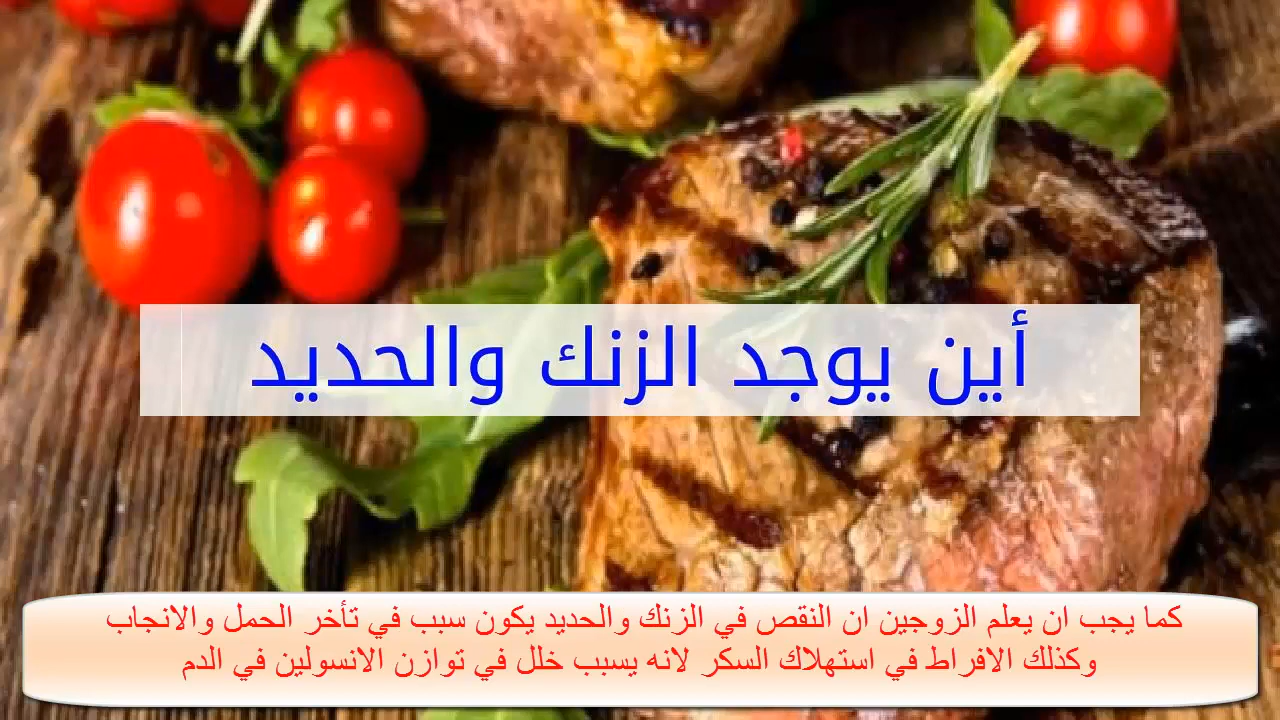 أين يوجد الزنك والحديد
كما يجب ان يعلم الزوجين ان النقص في الزنك والحديد يكون سبب في تأخر الحمل والانجاب
وكذلك الافراط في استهلاك السكر لانه يسبب خلل في توازن الانسولين في الدم